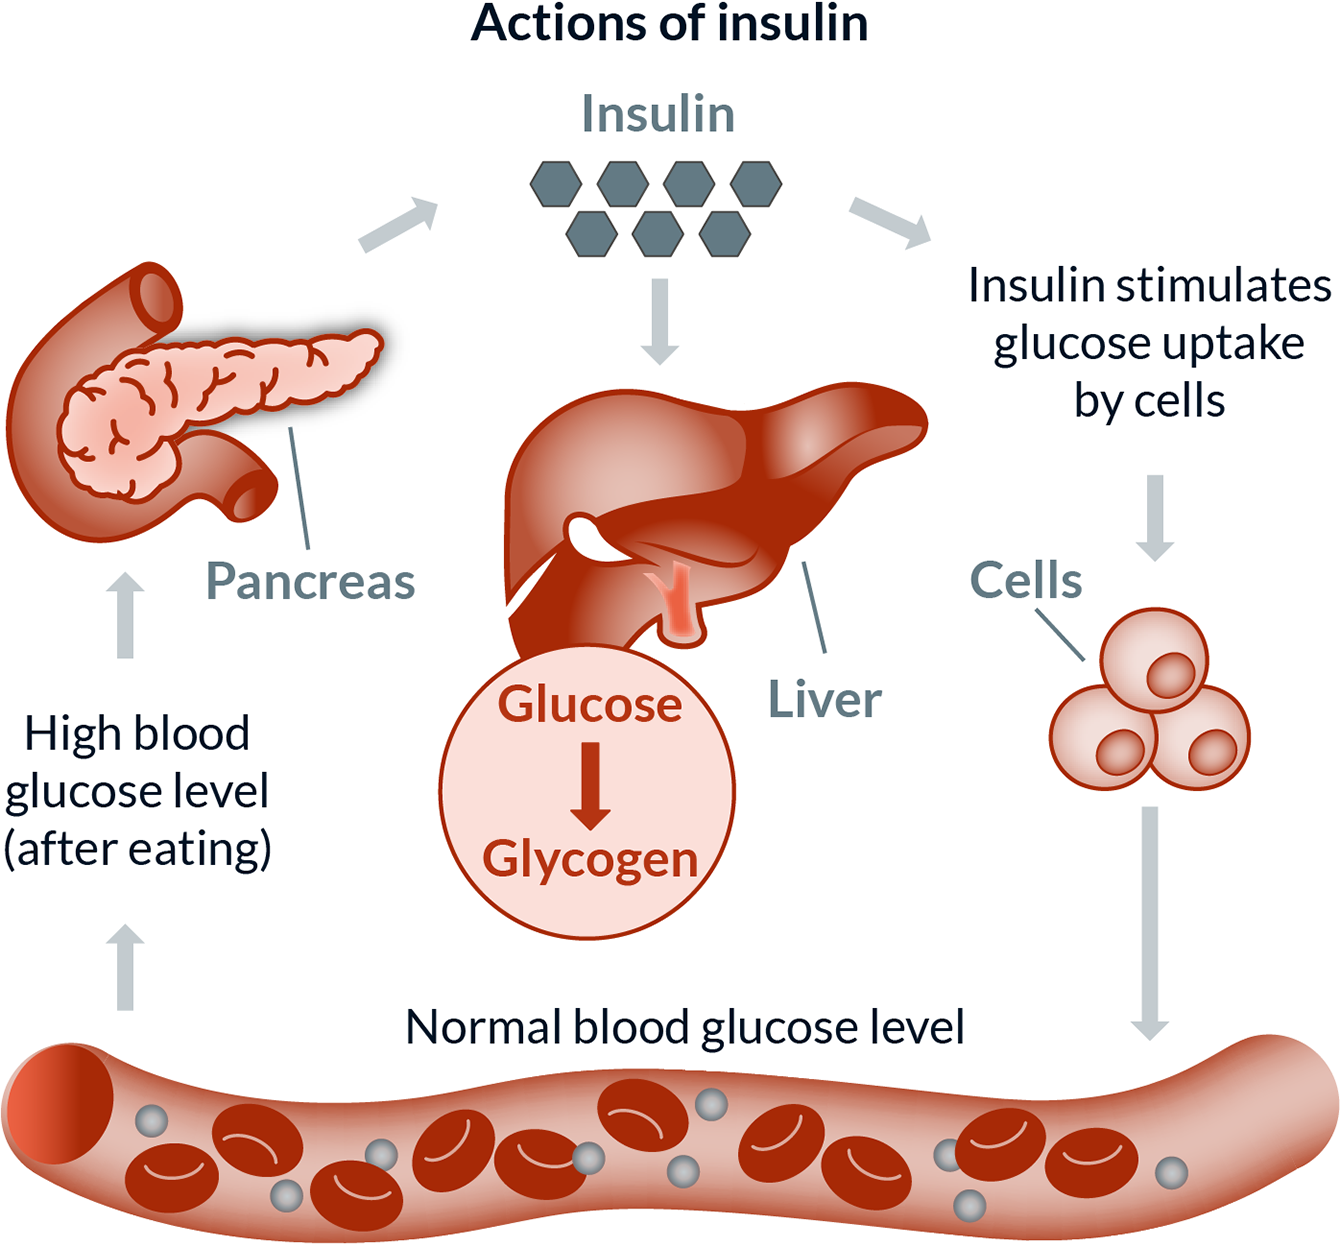 Actions of insulin
Insulin
Insulin stimulates
glucose uptake
by cells
Pancreas
Cells
Liver
Glucose
Glycogen
High blood
glucose level
(after eating)
Normal blood glucose level